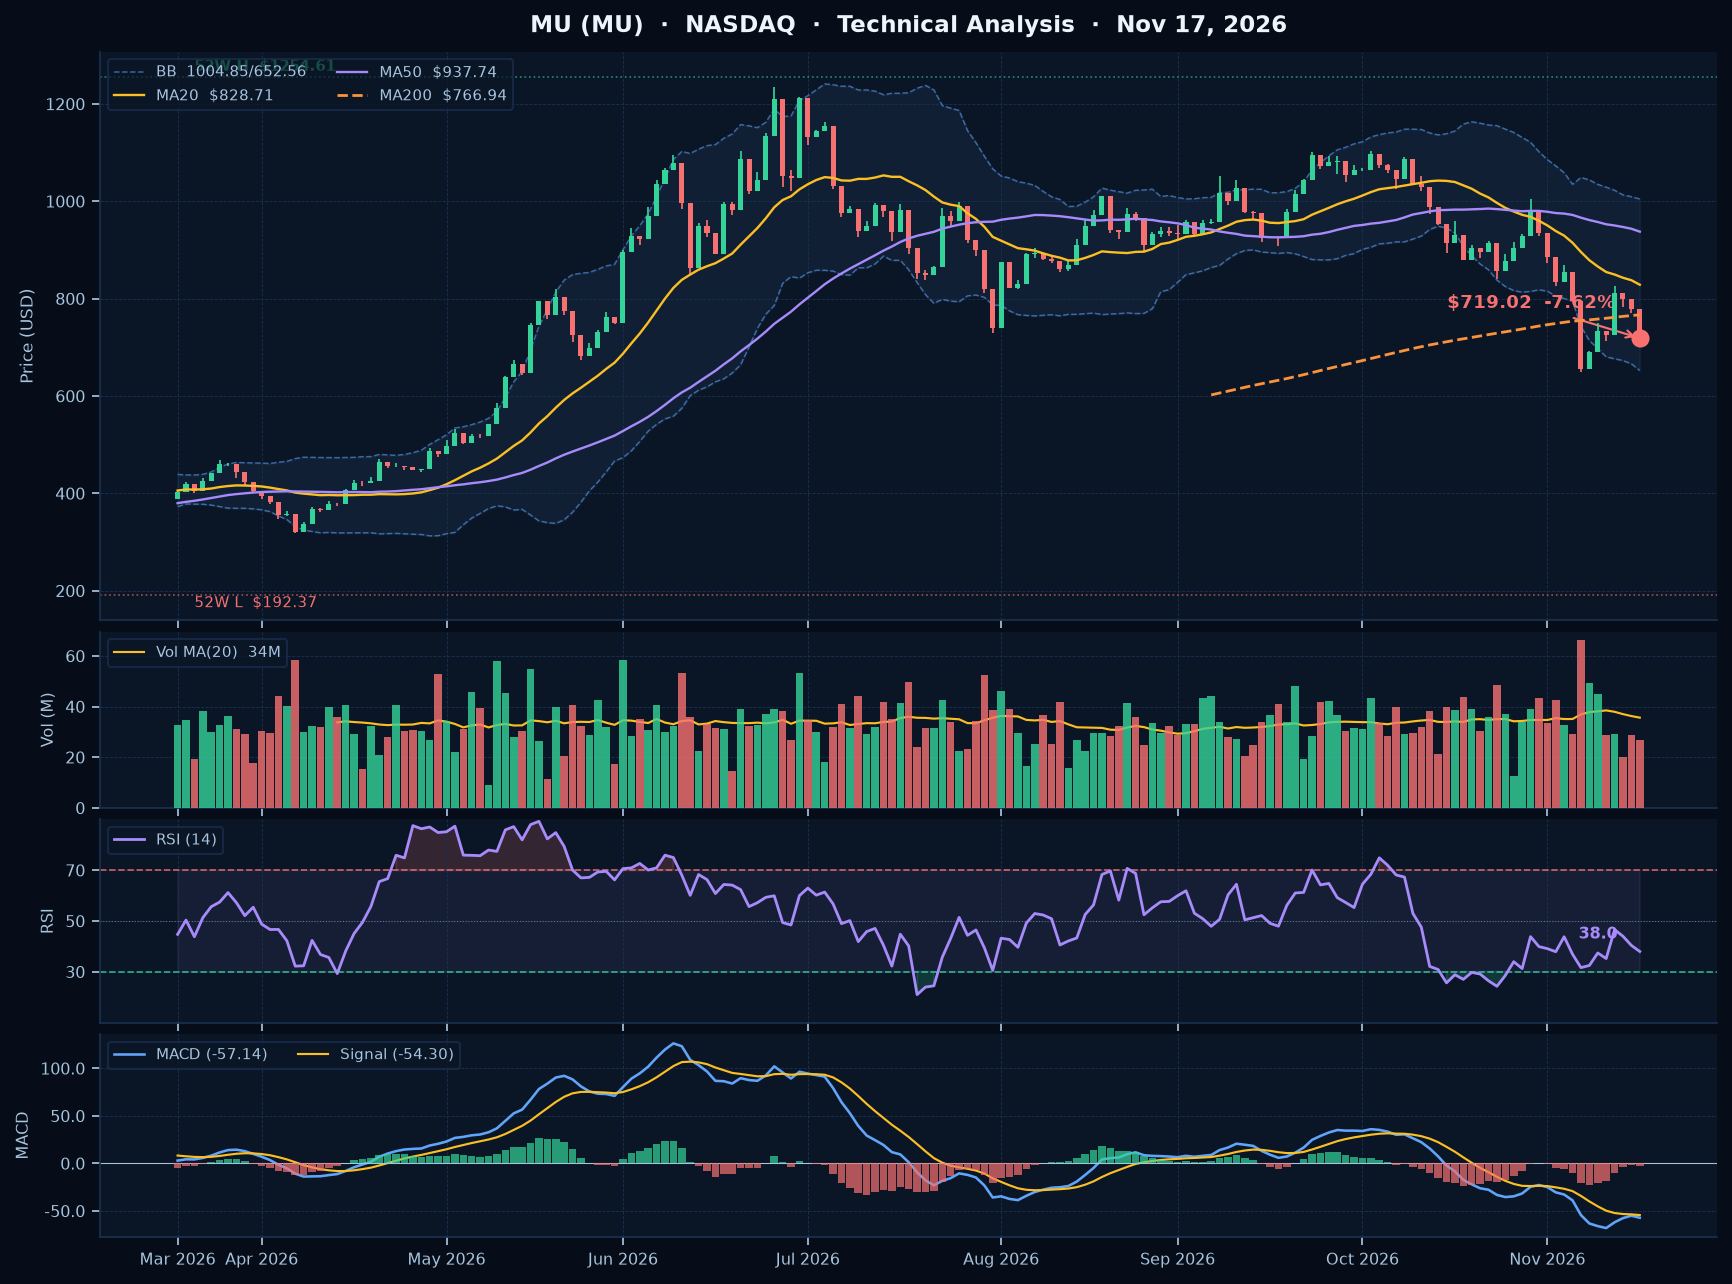 MU (MU) · NASDAQ · Technical Analysis · Nov 17, 2026
52W H $1254.61
BB 1004.85/652.56
MA20 $828.71
MA50 $937.74
MA200 $766.94
Price (USD)
1200
1000
800
600
400
200
$719.02 -7.62%
52W L $192.37
Vol MA(20) 34M
Vol (M)
60
40
20
0
RSI (14)
RSI
70
50
30
38.0
MACD (-57.14)
Signal (-54.30)
MACD
100.0
50.0
0.0
-50.0
Mar 2026 Apr 2026 May 2026 Jun 2026 Jul 2026 Aug 2026 Sep 2026 Oct 2026 Nov 2026